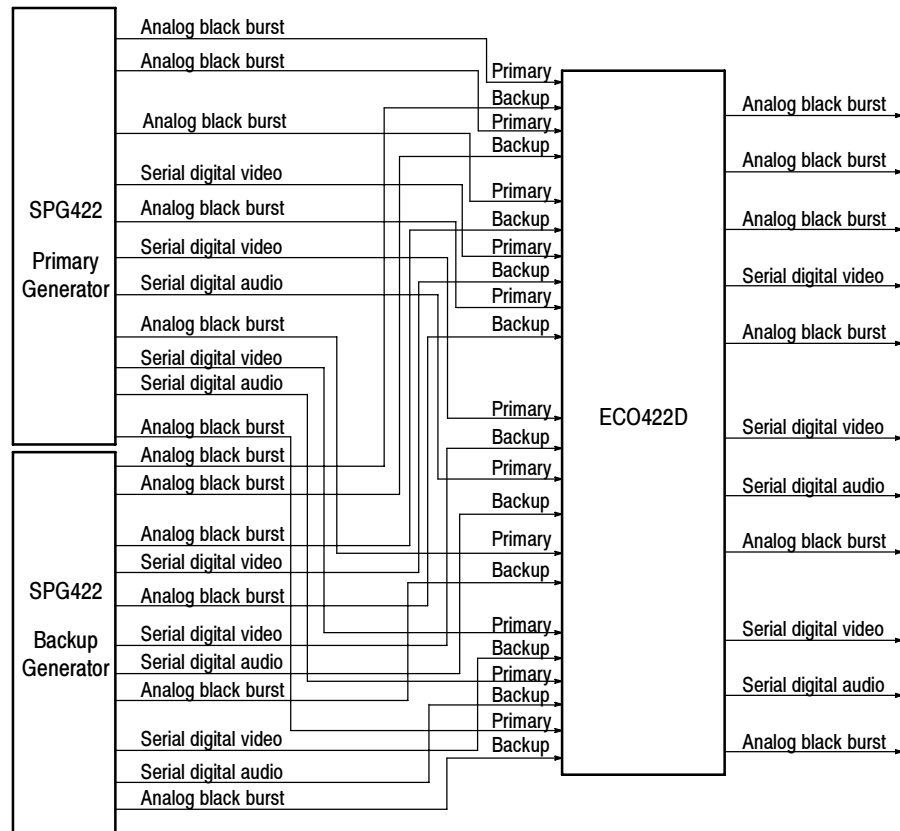 SPG422
Primary
Generator
Analog black burst
Analog black burst
Analog black burst
Serial digital video
Analog black burst
Serial digital video
Serial digital audio
Analog black burst
Serial digital video
Serial digital audio
Analog black burst
SPG422
Backup
Generator
Analog black burst
Analog black burst
Analog black burst
Serial digital video
Analog black burst
Serial digital video
Serial digital audio
Analog black burst
Serial digital video
Serial digital audio
Analog black burst
Primary
Backup
Primary
Backup
Primary
Backup
Primary
Backup
Primary
Backup
Primary
Backup
Primary
Backup
Primary
Backup
Primary
Backup
Primary
Backup
Primary
Backup
ECO422D
Analog black burst
Analog black burst
Analog black burst
Serial digital video
Analog black burst
Serial digital video
Serial digital audio
Analog black burst
Serial digital video
Serial digital audio
Analog black burst